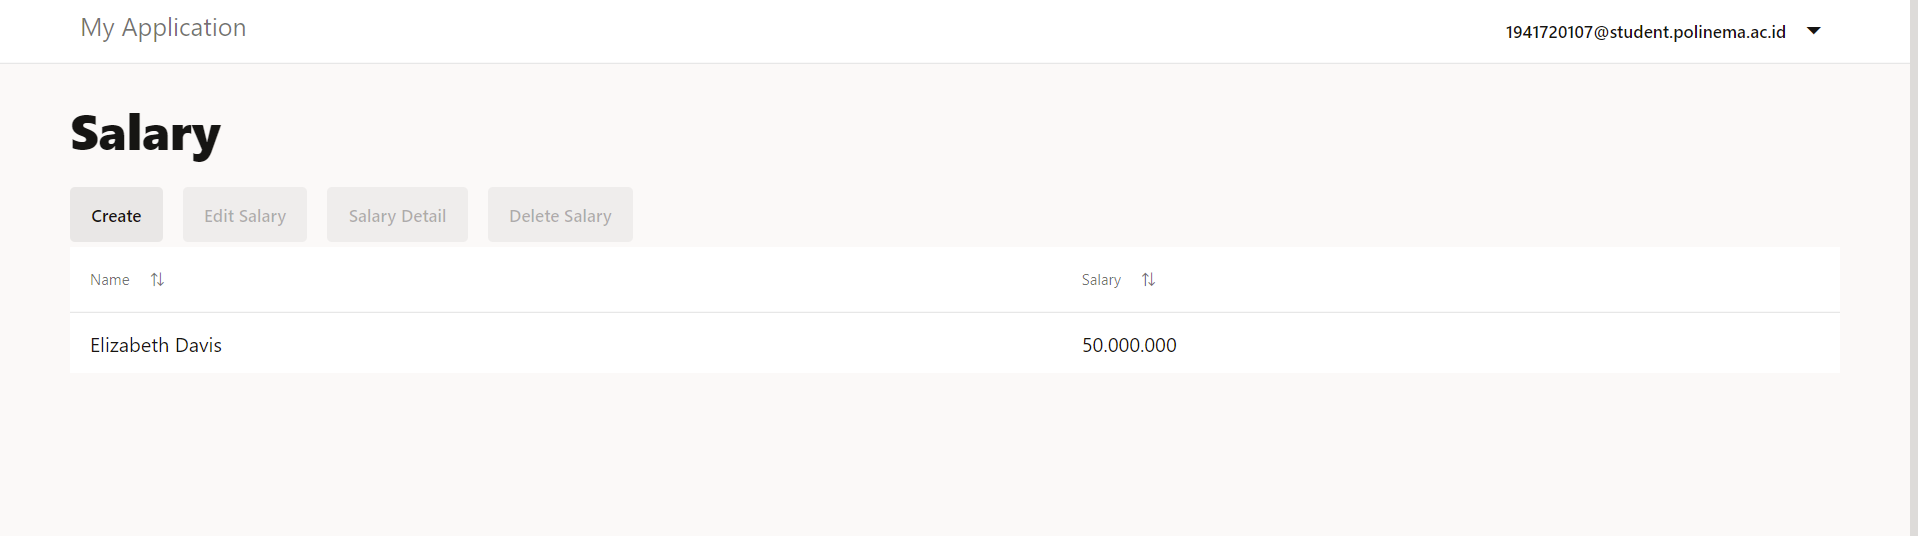 My Application
1941720107@student.polinema.ac.id
Salary
Create Edit Salary Salary Detail Delete Salary
Name Salary
Elizabeth Davis 50.000.000